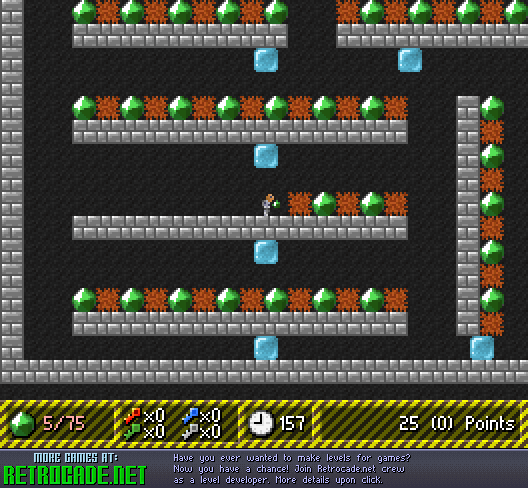 5/75
x0
x0
x0
x0
157
25 (0) Points
MORE GAMES AT:
RETROCADE.NET
Have you ever wanted to make levels for games?
Now you have a chance! Join Retrocade.net crew
as a level developer. More details upon click.